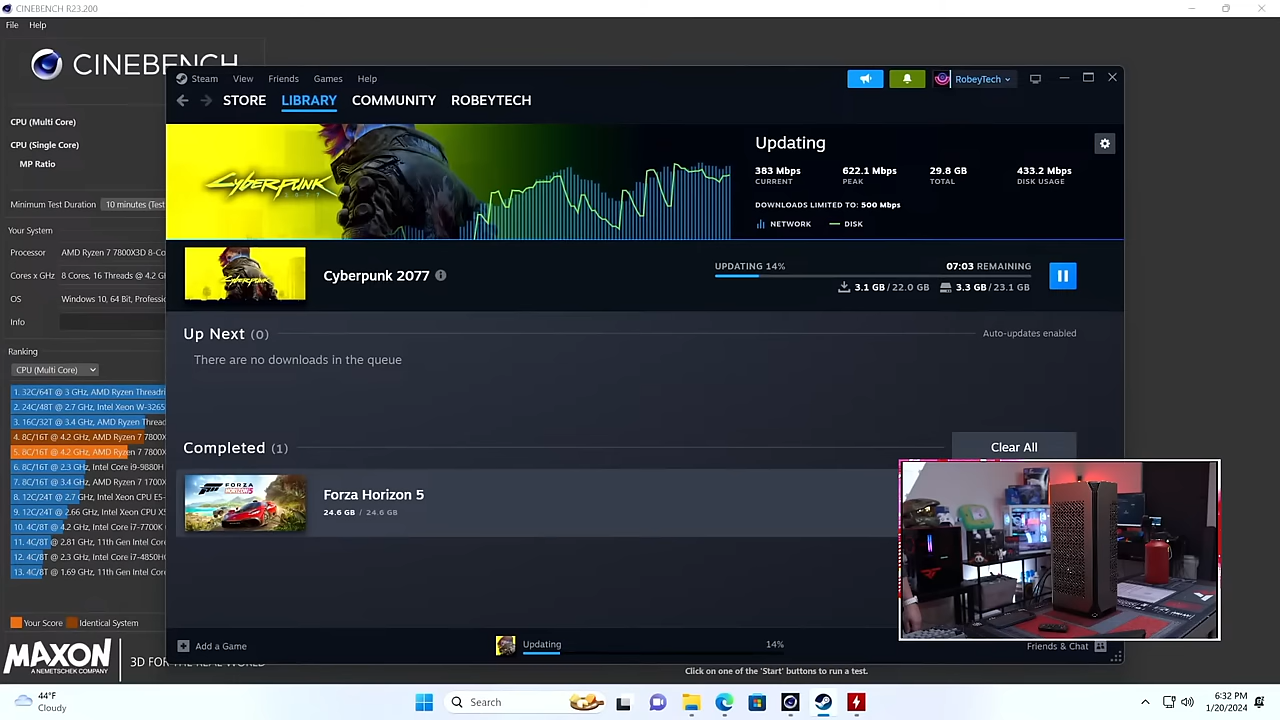 CINEBENCH R23.200
File Help
CINEBENCH
CPU (Multi Core)
CPU (Single Core)
MP Ratio
Minimum Test Duration 10 minutes (Test
Your System
Processor AMD Ryzen 7 7800X3D 8-Co
Cores x GHz 8 Cores, 16 Threads @ 4.2 G
OS Windows 10, 64 Bit, Professio
Info
Ranking
CPU (Multi Core)
1. 32C/64T @ 3 GHz, AMD Ryzen Threadri
2. 24C/48T @ 2.7 GHz, Intel Xeon W-3265
3. 16C/32T @ 3.4 GHz, AMD Ryzen Thread
4. 8C/16T @ 4.2 GHz, AMD Ryzen 7 7800X
5. 8C/16T @ 4.2 GHz, AMD Ryzen 7 7800X
6. 8C/16T @ 2.3 GHz, Intel Core i9-9880H
7. 8C/16T @ 3.4 GHz, AMD Ryzen 7 1700X
8. 12C/24T @ 2.7 GHz, Intel Xeon CPU E5-
9. 12C/24T @ 2.66 GHz, Intel Xeon CPU X5
10. 4C/8T @ 4.2 GHz, Intel Core i7-7700K
11. 4C/8T @ 2.81 GHz, 11th Gen Intel Core
12. 4C/8T @ 2.3 GHz, Intel Core i7-4850H
13. 4C/8T @ 1.69 GHz, 11th Gen Intel Core
Your Score Identical System
MAXON
A NEMETSCHEK COMPANY
3D FOR THE REAL WORLD
Click on one of the 'Start' buttons to run a test.
Steam View Friends Games Help
RobeyTech
STORE LIBRARY COMMUNITY ROBEYTECH
Cyberpunk
2077
Updating
383 Mbps 622.1 Mbps 29.8 GB 433.2 Mbps
CURRENT PEAK TOTAL DISK USAGE
DOWNLOADS LIMITED TO: 500 Mbps
NETWORK DISK
Cyberpunk 2077
UPDATING 14% 07:03 REMAINING
3.1 GB / 22.0 GB 3.3 GB / 23.1 GB
Up Next (0) Auto-updates enabled
There are no downloads in the queue
Completed (1) Clear All
FORZA HORIZON 5
Forza Horizon 5
24.6 GB / 24.6 GB
Add a Game Updating 14% Friends & Chat
44°F
Cloudy
Search
6:32 PM
1/20/2024